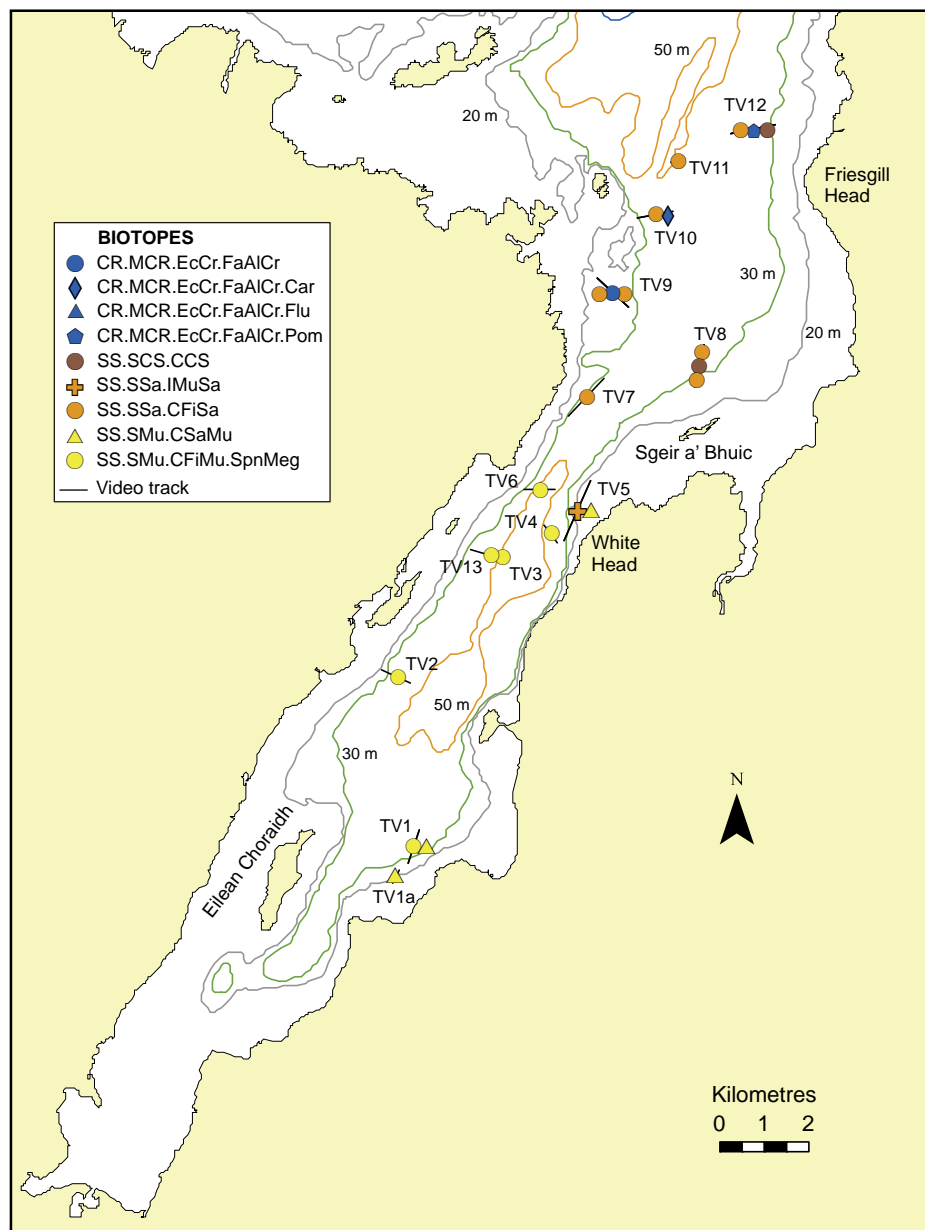 50 m
20 m
TV12
TV11
Friesgill
Head
TV10
30 m
TV9
20 m
BIOTOPES
CR.MCR.EcCr.FaAlCr
CR.MCR.EcCr.FaAlCr.Car
CR.MCR.EcCr.FaAlCr.Flu
CR.MCR.EcCr.FaAlCr.Pom
SS.SCS.CCS
SS.SSa.IMuSa
SS.SSa.CFiSa
SS.SMu.CSaMu
SS.SMu.CFiMu.SpnMeg
Video track
TV8
TV7
Sgeir a' Bhuic
TV6
TV5
TV4
White
Head
TV13
TV3
TV2
50 m
30 m
N
TV1
Eilean Choraidh
TV1a
Kilometres
0 1 2